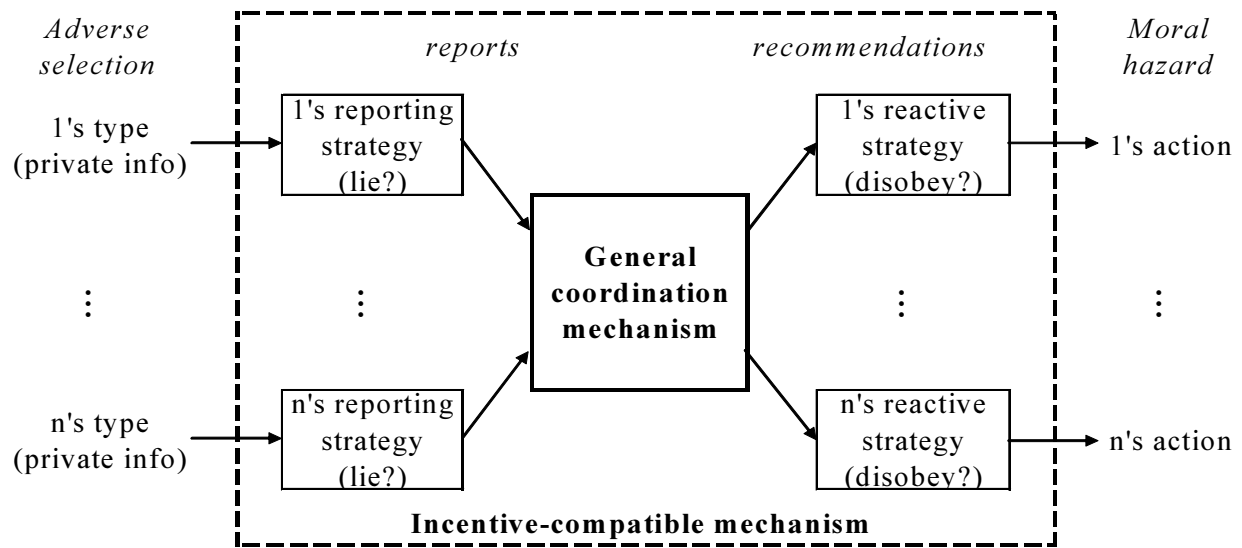 Adverse
selection
reports
recommendations
Moral
hazard
1's type
(private info)
1's reporting
strategy
(lie?)
1's reactive
strategy
(disobey?)
1's action
General
coordination
mechanism
⋮
⋮
⋮
⋮
n's type
(private info)
n's reporting
strategy
(lie?)
n's reactive
strategy
(disobey?)
n's action
Incentive-compatible mechanism